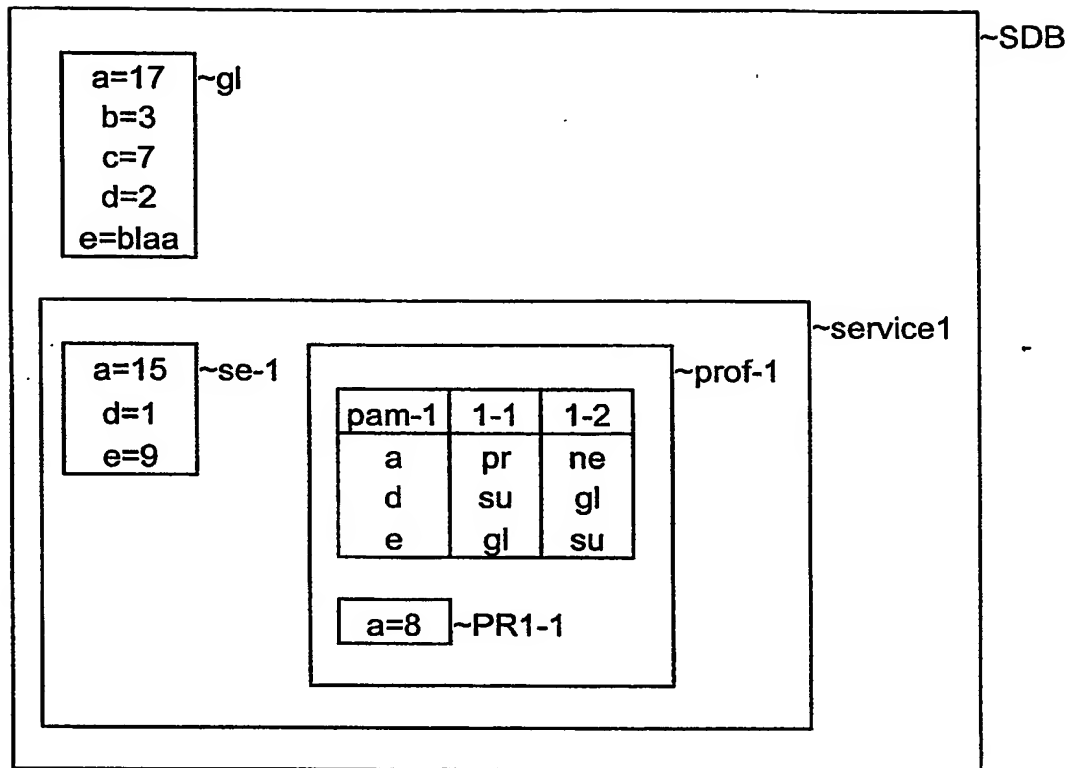 ~SDB
a=17 ~gl
b=3
c=7
d=2
e=blaa
~service1
a=15 ~se-1
d=1
e=9
~prof-1
pam-1 1-1 1-2
a pr ne
d su gl
e gl su
a=8 ~PR1-1